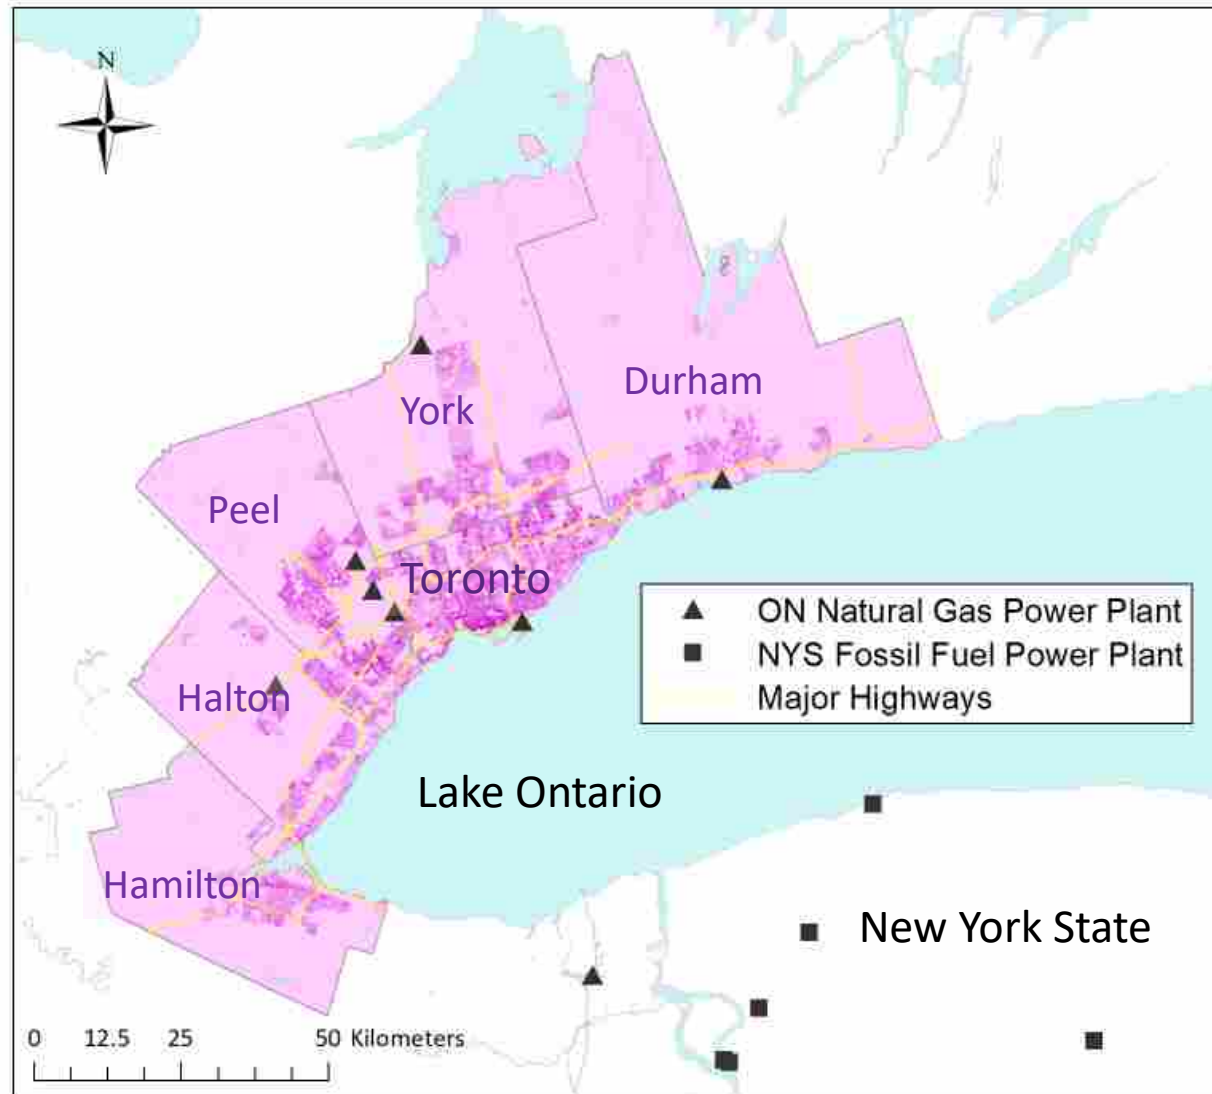 N
Durham
York
Peel
Toronto
ON Natural Gas Power Plant
NYS Fossil Fuel Power Plant
Major Highways
Halton
Lake Ontario
Hamilton
New York State
0 12.5 25 50 Kilometers